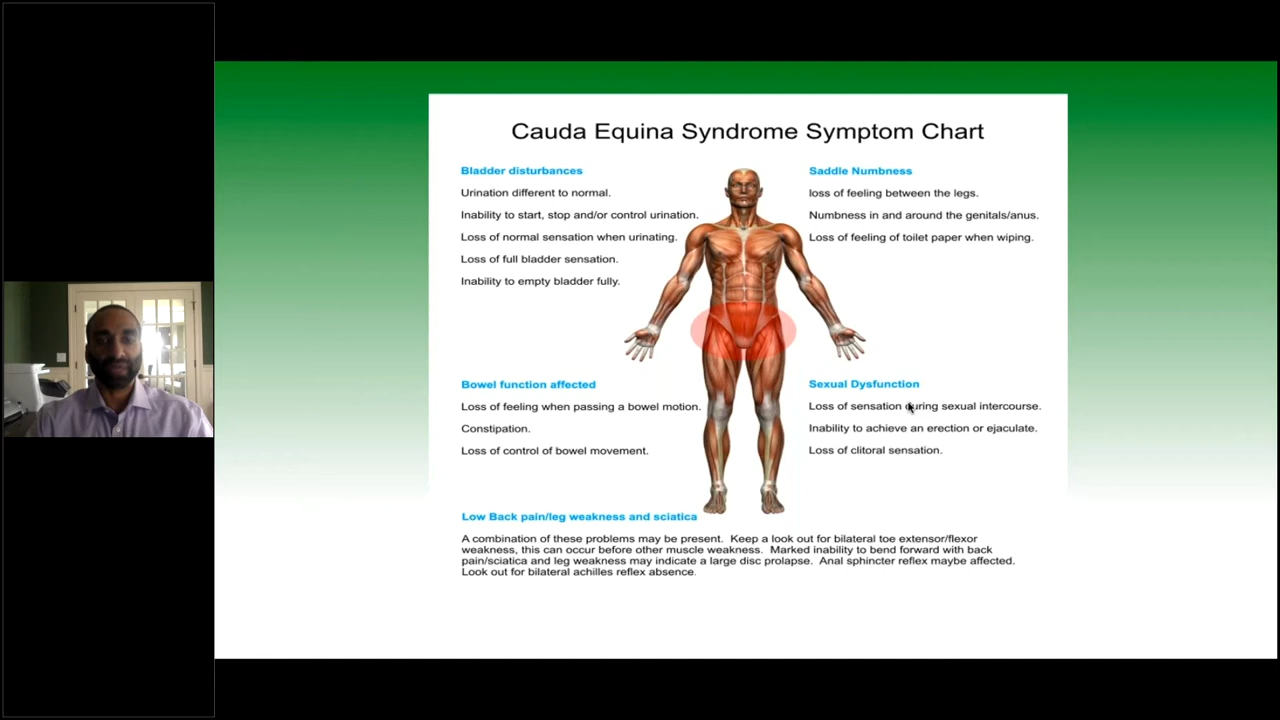 Cauda Equina Syndrome Symptom Chart
Bladder disturbances
Urination different to normal.
Inability to start, stop and/or control urination.
Loss of normal sensation when urinating.
Loss of full bladder sensation.
Inability to empty bladder fully.
Saddle Numbness
loss of feeling between the legs.
Numbness in and around the genitals/anus.
Loss of feeling of toilet paper when wiping.
Bowel function affected
Loss of feeling when passing a bowel motion.
Constipation.
Loss of control of bowel movement.
Sexual Dysfunction
Loss of sensation during sexual intercourse.
Inability to achieve an erection or ejaculate.
Loss of clitoral sensation.
Low Back pain/leg weakness and sciatica
A combination of these problems may be present. Keep a look out for bilateral toe extensor/flexor
weakness, this can occur before other muscle weakness. Marked inability to bend forward with back
pain/sciatica and leg weakness may indicate a large disc prolapse. Anal sphincter reflex maybe affected.
Look out for bilateral achilles reflex absence.